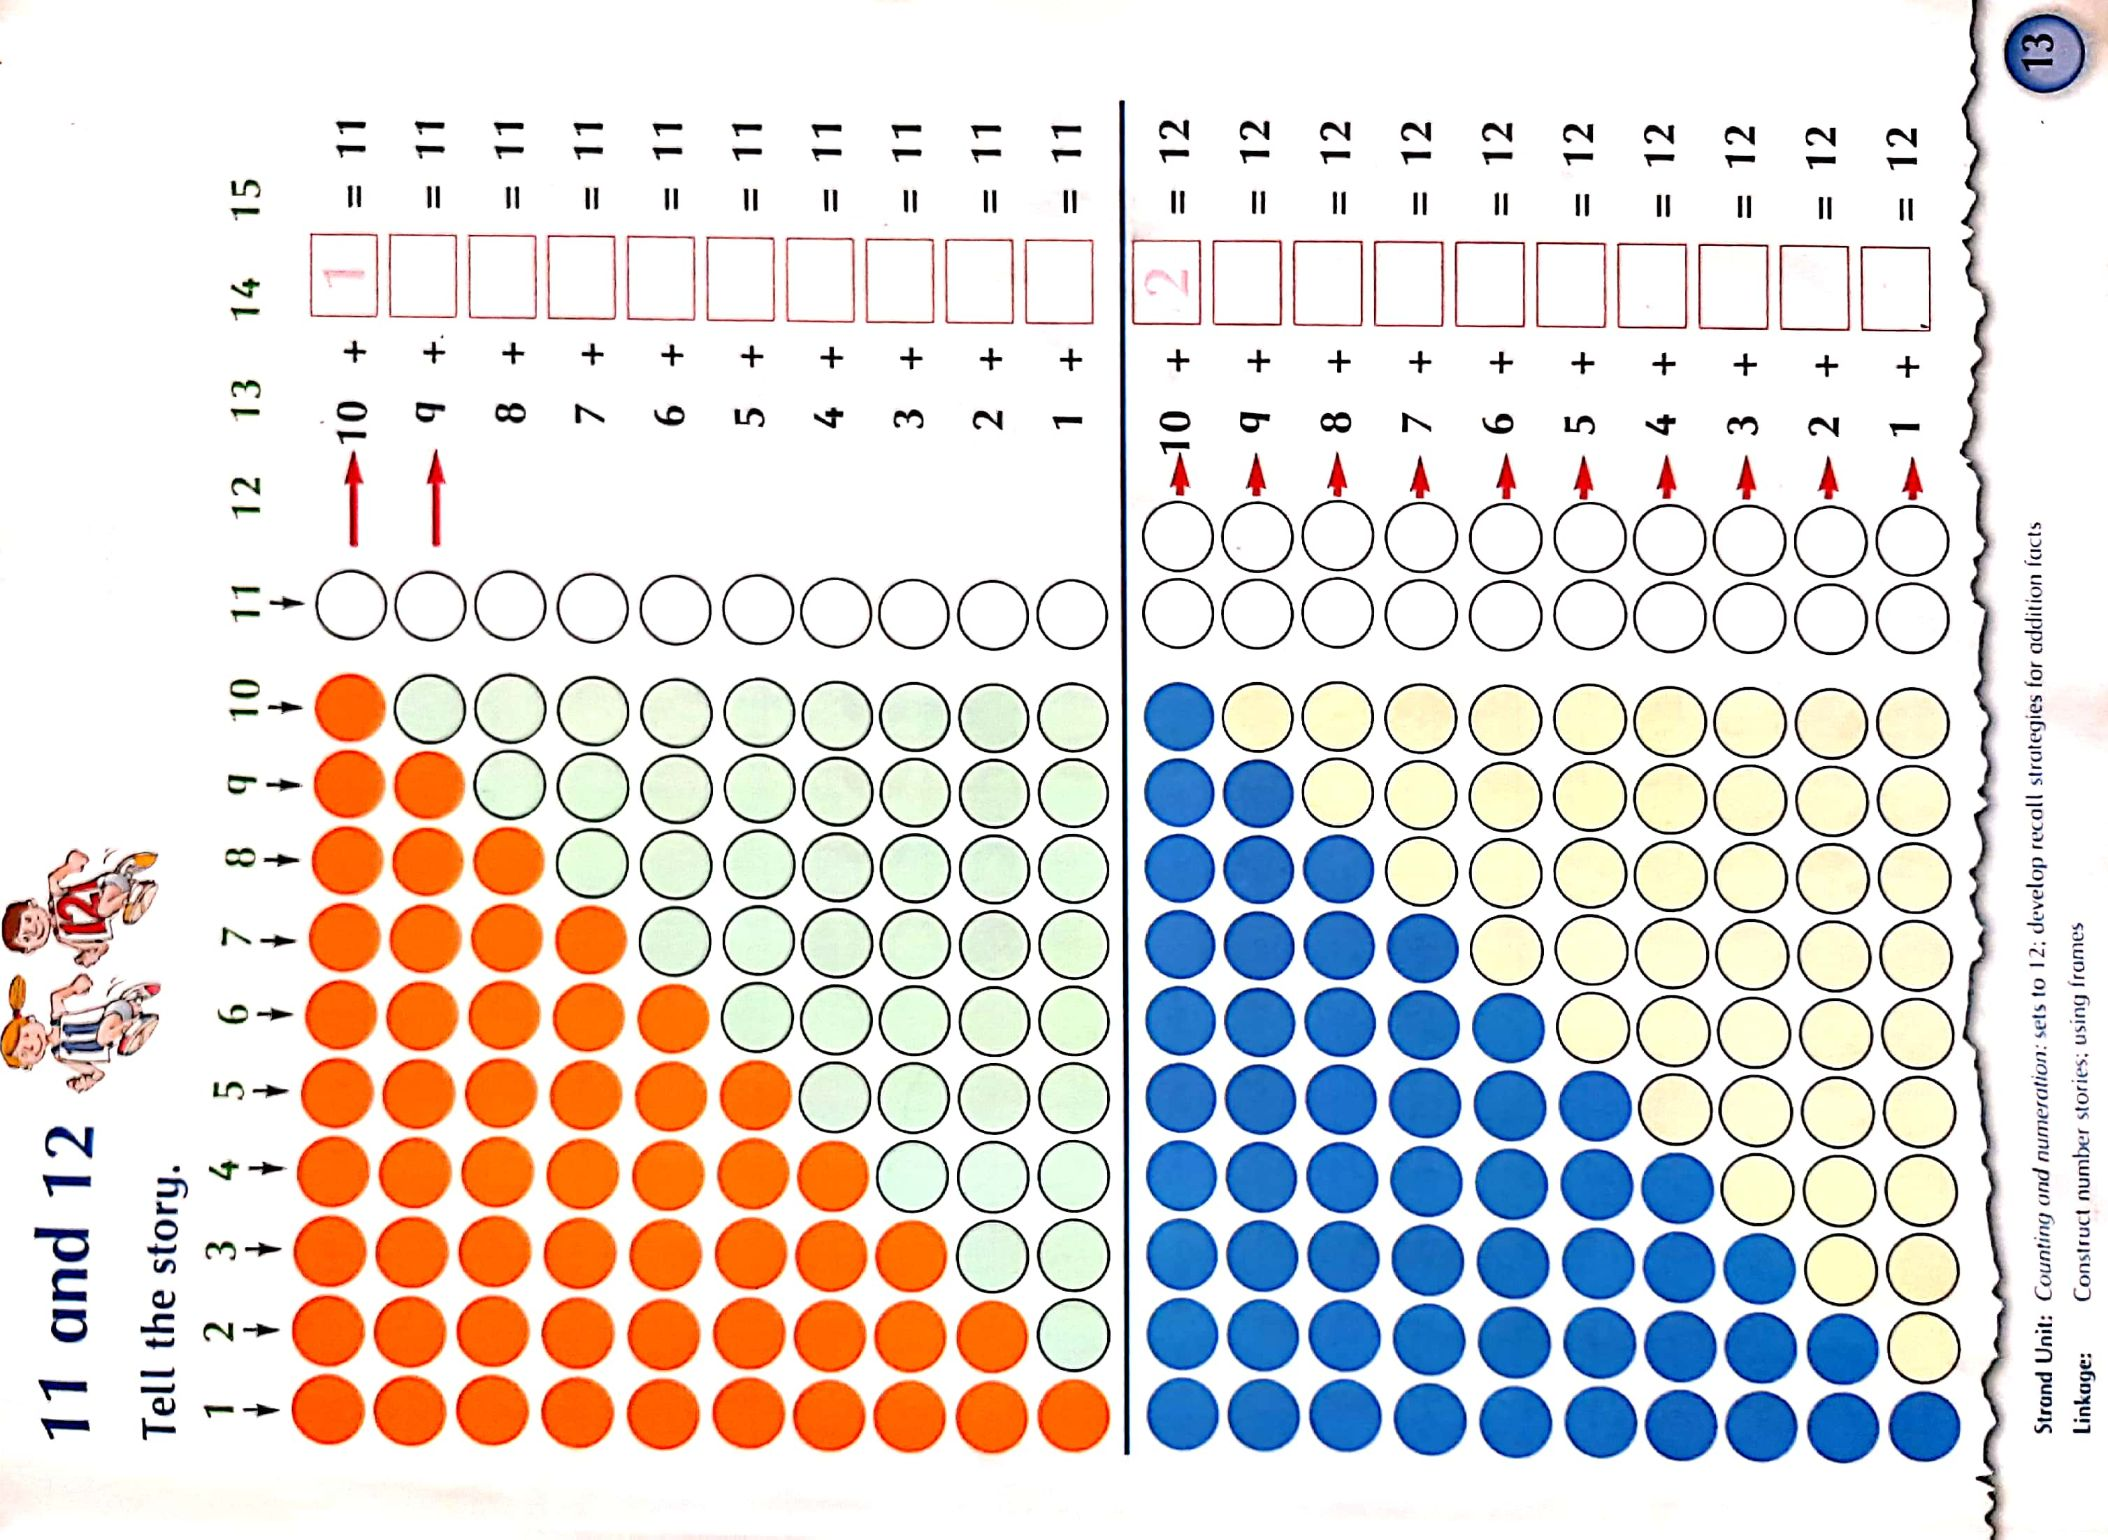 11 and 12
11
12
Tell the story.
1 2 3 4 5 6 7 8 9 10 11 12 13 14 15
10 + 1 = 11
9 + = 11
8 + = 11
7 + = 11
6 + = 11
5 + = 11
4 + = 11
3 + = 11
2 + = 11
1 + = 11
10 + 2 = 12
9 + = 12
8 + = 12
7 + = 12
6 + = 12
5 + = 12
4 + = 12
3 + = 12
2 + = 12
1 + = 12
Strand Unit: Counting and numeration: sets to 12; develop recall strategies for addition facts
Linkage: Construct number stories; using frames
13